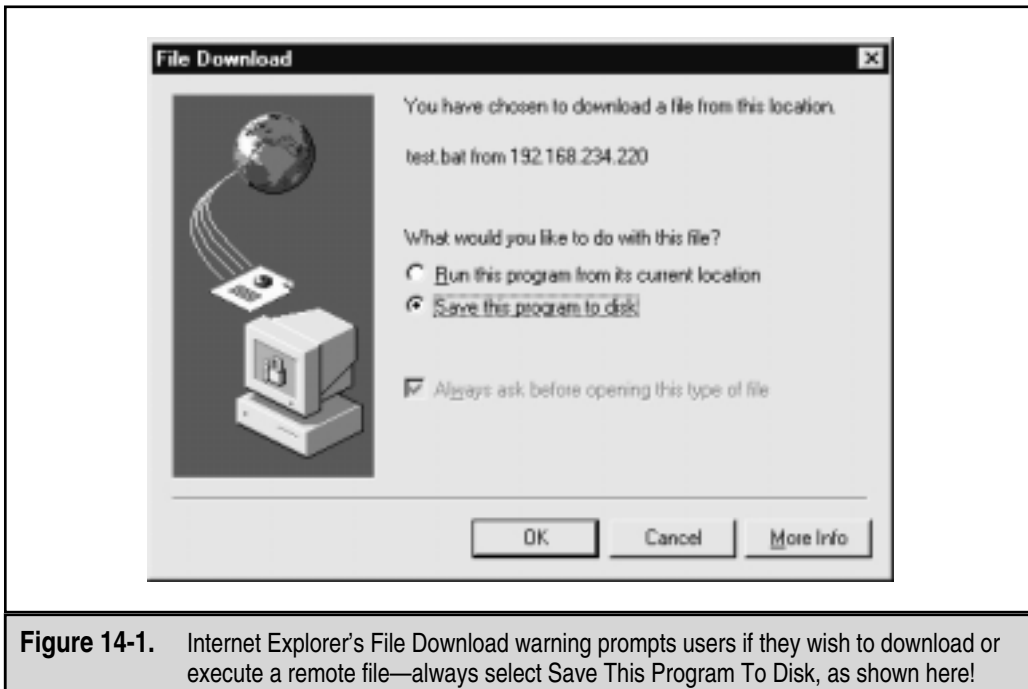 File Download
You have chosen to download a file from this location.
test.bat from 192.168.234.220
What would you like to do with this file?
Run this program from its current location
Save this program to disk
Always ask before opening this type of file
OK
Cancel
More Info
Figure 14-1. Internet Explorer's File Download warning prompts users if they wish to download or
execute a remote file—always select Save This Program To Disk, as shown here!